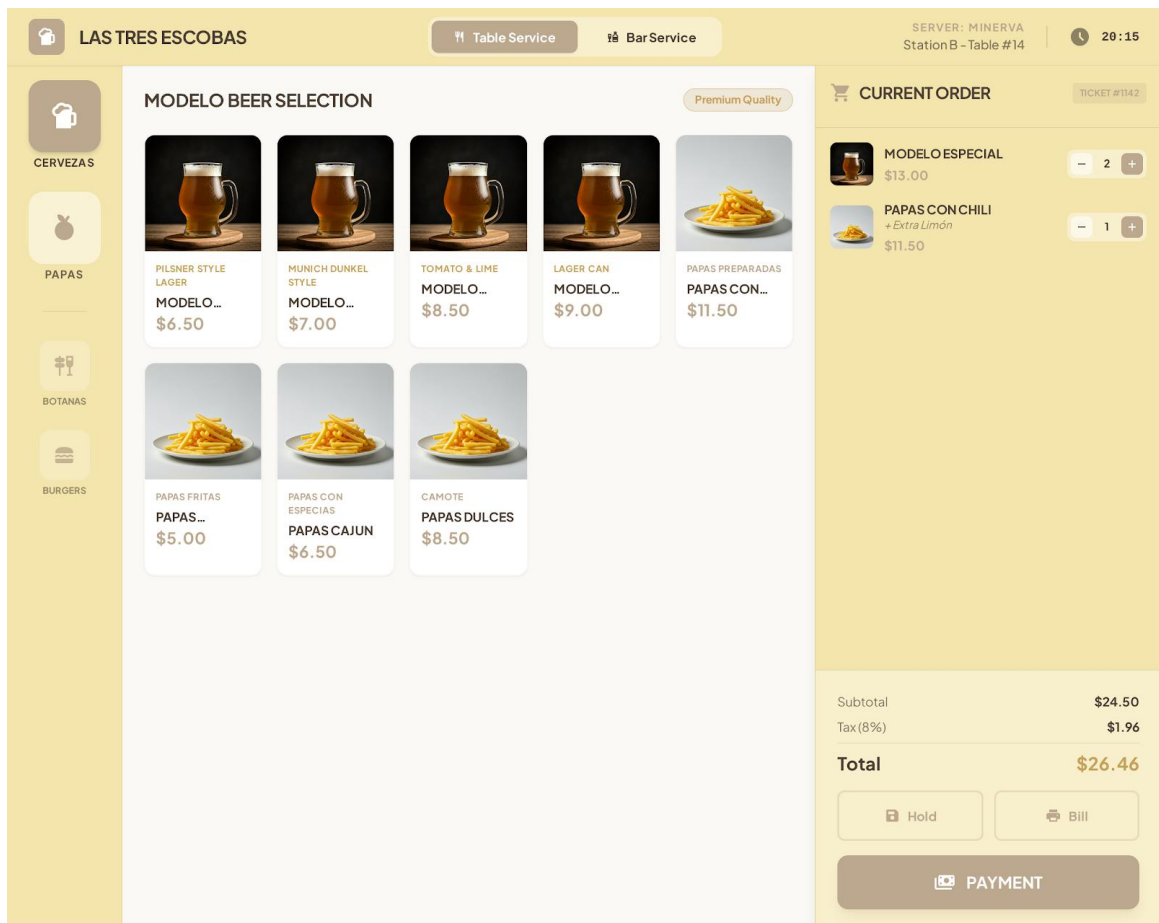 LAS TRES ESCOBAS
Table Service
Bar Service
SERVER: MINERVA
Station B - Table #14
20:15
CERVEZAS
PAPAS
BOTANAS
BURGERS
MODELO BEER SELECTION
Premium Quality
PILSNER STYLE
LAGER
MODELO...
$6.50
MUNICH DUNKEL
STYLE
MODELO...
$7.00
TOMATO & LIME
MODELO...
$8.50
LAGER CAN
MODELO...
$9.00
PAPAS PREPARADAS
PAPAS CON...
$11.50
PAPAS FRITAS
PAPAS...
$5.00
PAPAS CON
ESPECIAS
PAPAS CAJUN
$6.50
CAMOTE
PAPAS DULCES
$8.50
CURRENT ORDER
TICKET #1142
MODELO ESPECIAL
$13.00
− 2 +
PAPAS CON CHILI
+ Extra Limón
$11.50
− 1 +
Subtotal $24.50
Tax (8%) $1.96
Total $26.46
Hold
Bill
PAYMENT